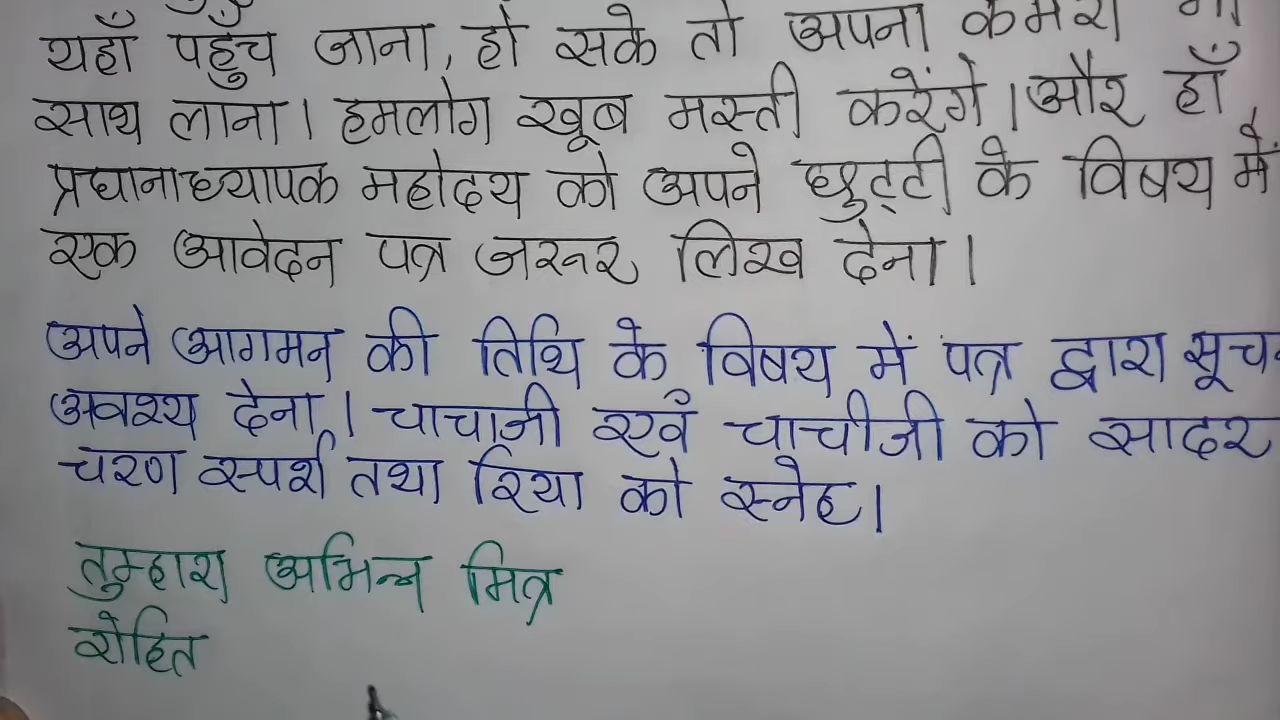 यहाँ पहुँच जाना, हो सके तो अपना कैमरा भी
साथ लाना। हमलोग खूब मस्ती करेंगे। और हाँ,
प्रधानाध्यापक महोदय को अपने छुट्टी के विषय में
एक आवेदन पत्र जरूर लिख देना।
अपने आगमन की तिथि के विषय में पत्र द्वारा
अवश्य देना। चाचाजी एवं चाचीजी को सादर
चरण स्पर्श तथा रिया को स्नेह।
तुम्हारा अभिन्न मित्र
रोहित